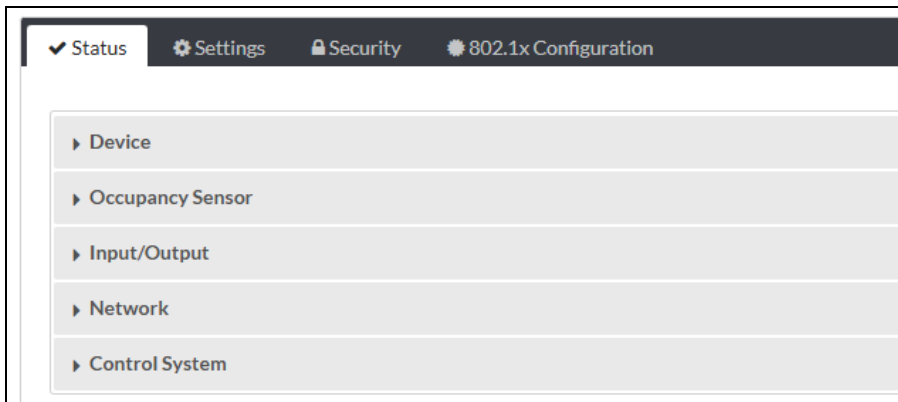 Status Settings Security 802.1x Configuration
Device
Occupancy Sensor
Input/Output
Network
Control System